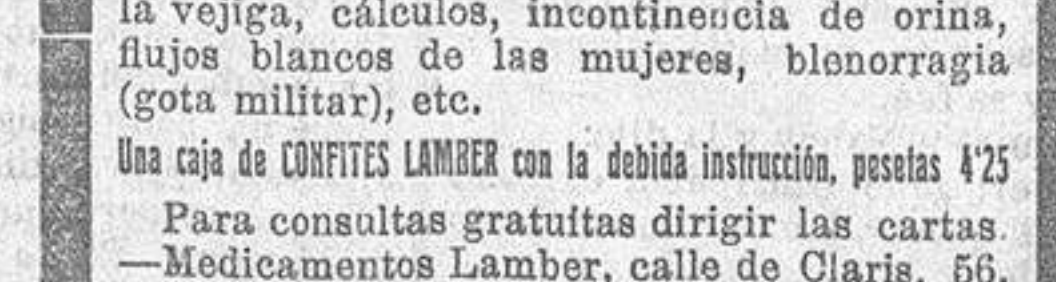 la vejiga, cálculos, incontinencia de orina,
flujos blancos de las mujeres, blenorragia
(gota militar), etc.
Una caja de CONFITES LAMBER con la debida instrucción, pesetas 4'25
Para consultas gratuitas dirigir las cartas.
—Medicamentos Lamber, calle de Claris, 56,